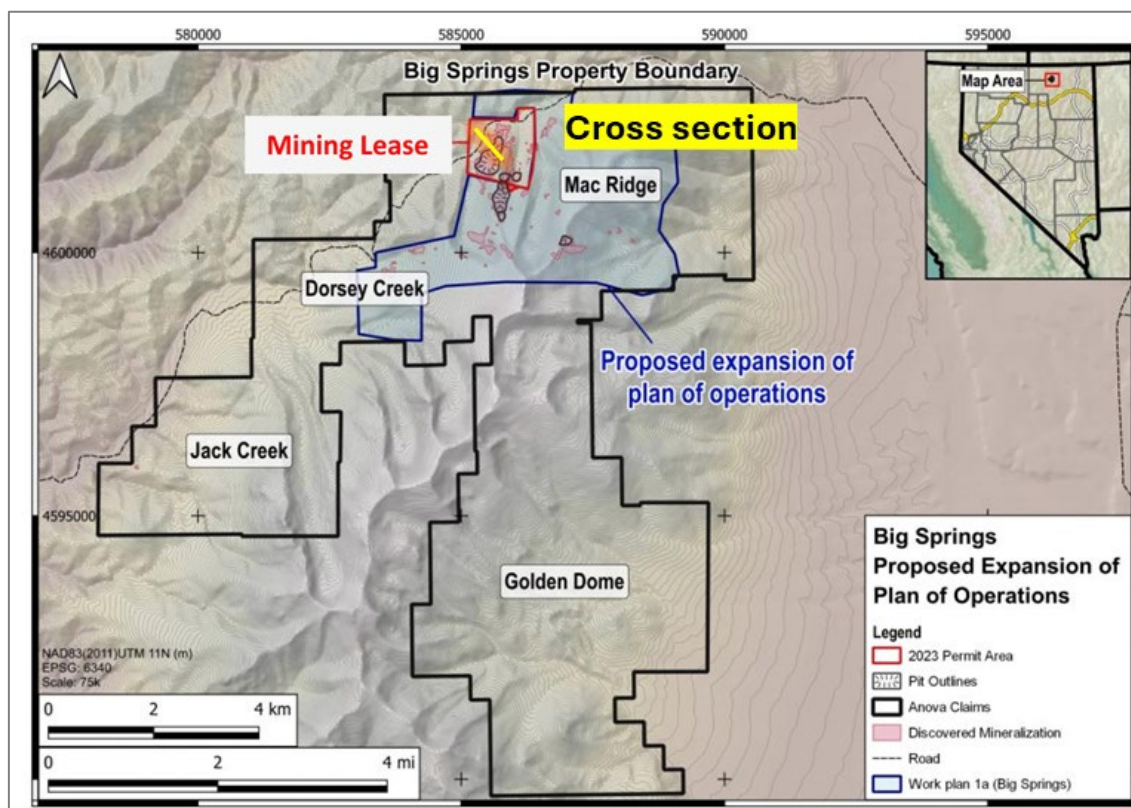 580000
585000
590000
595000
Big Springs Property Boundary
Map Area
Cross section
Mining Lease
Mac Ridge
4600000
Dorsey Creek
Proposed expansion of
plan of operations
Jack Creek
4595000
Golden Dome
NAD83(2011)UTM 11N (m)
EPSG: 6340
Scale: 75k
0 2 4 km
0 2 4 mi
Big Springs
Proposed Expansion of
Plan of Operations
Legend
2023 Permit Area
Pit Outlines
Anova Claims
Discovered Mineralization
Road
Work plan 1a (Big Springs)